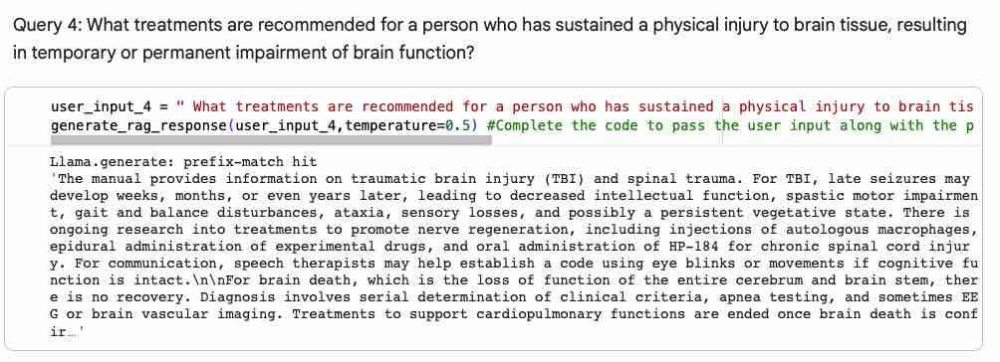 Query 4: What treatments are recommended for a person who has sustained a physical injury to brain tissue, resulting
in temporary or permanent impairment of brain function?
user_input_4 = " What treatments are recommended for a person who has sustained a physical injury to brain tis
generate_rag_response(user_input_4,temperature=0.5) #Complete the code to pass the user input along with the p
Llama.generate: prefix-match hit
'The manual provides information on traumatic brain injury (TBI) and spinal trauma. For TBI, late seizures may
develop weeks, months, or even years later, leading to decreased intellectual function, spastic motor impairmen
t, gait and balance disturbances, ataxia, sensory losses, and possibly a persistent vegetative state. There is
ongoing research into treatments to promote nerve regeneration, including injections of autologous macrophages,
epidural administration of experimental drugs, and oral administration of HP-184 for chronic spinal cord injur
y. For communication, speech therapists may help establish a code using eye blinks or movements if cognitive fu
nction is intact.\n\nFor brain death, which is the loss of function of the entire cerebrum and brain stem, ther
e is no recovery. Diagnosis involves serial determination of clinical criteria, apnea testing, and sometimes EE
G or brain vascular imaging. Treatments to support cardiopulmonary functions are ended once brain death is conf
ir…'